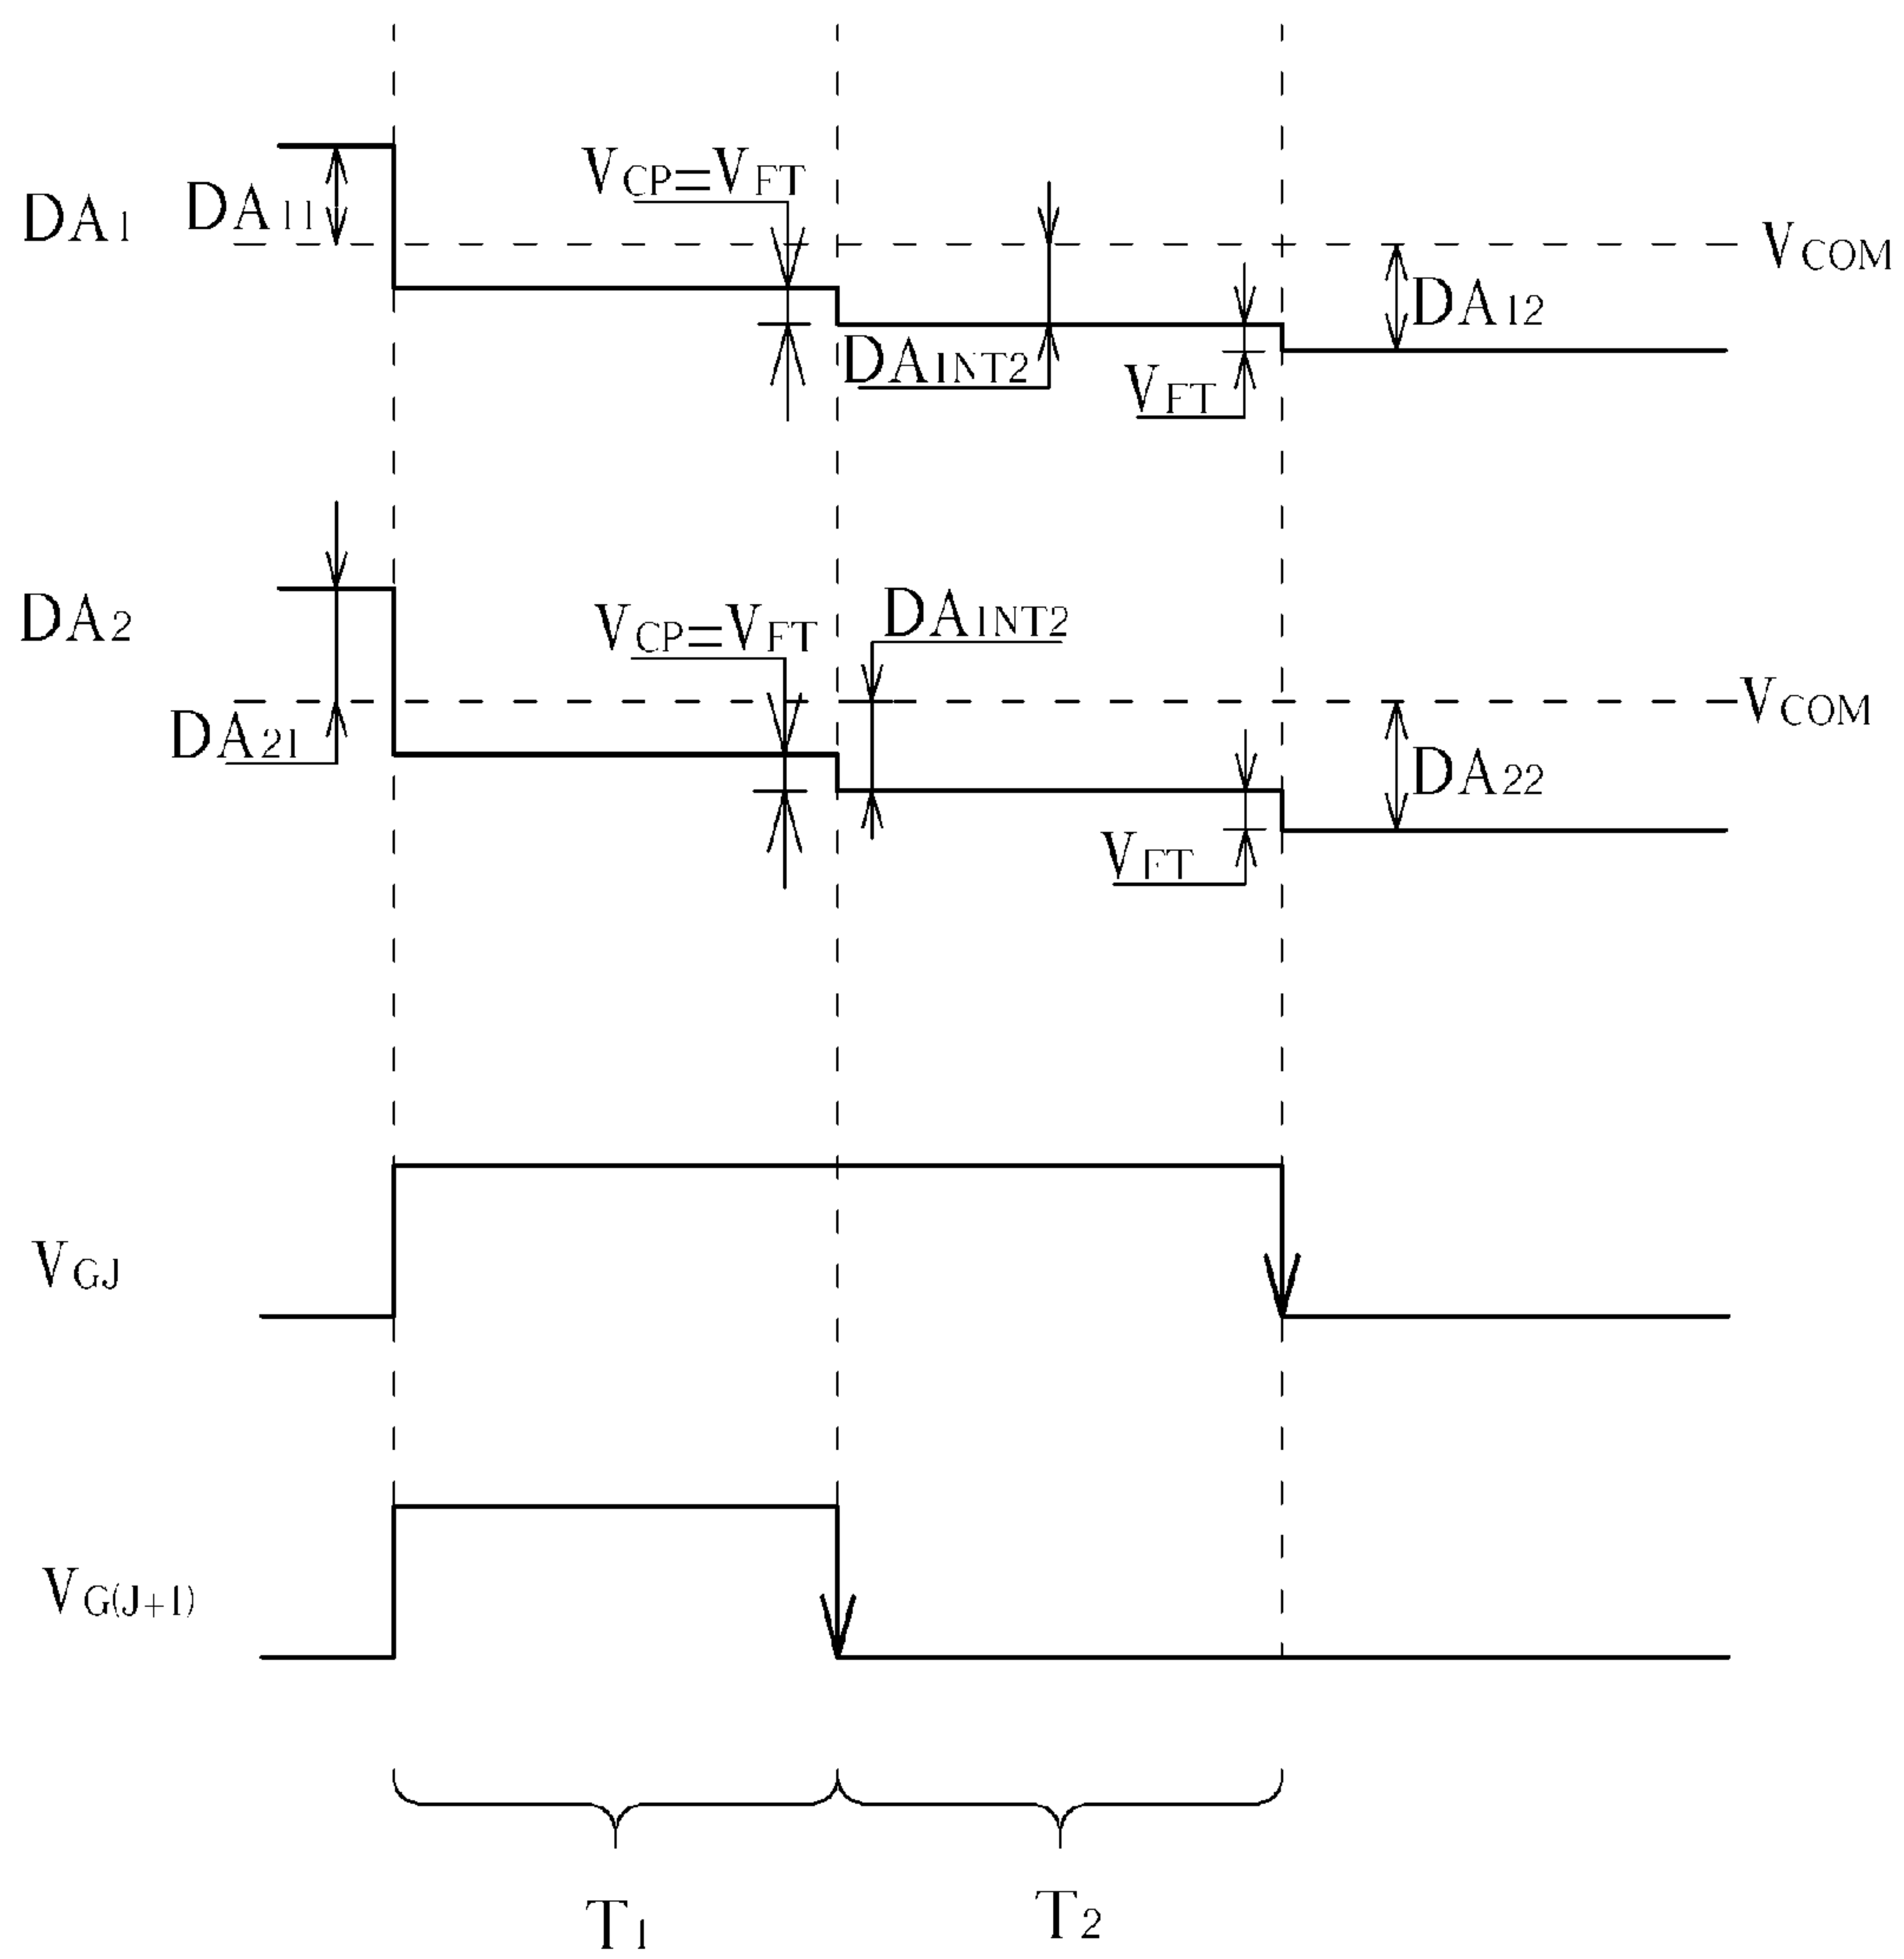 DA1
DA11
VCP=VFT
VCOM
DA12
DAINT2
VFT
DA2
VCP=VFT
DAINT2
VCOM
DA21
DA22
VFT
VGJ
VG(J+1)
T1
T2